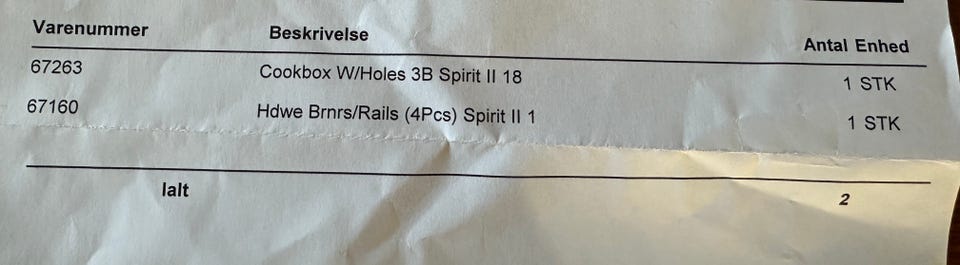 Varenummer Beskrivelse Antal Enhed
67263 Cookbox W/Holes 3B Spirit II 18 1 STK
67160 Hdwe Brnrs/Rails (4Pcs) Spirit II 1 1 STK
Ialt 2